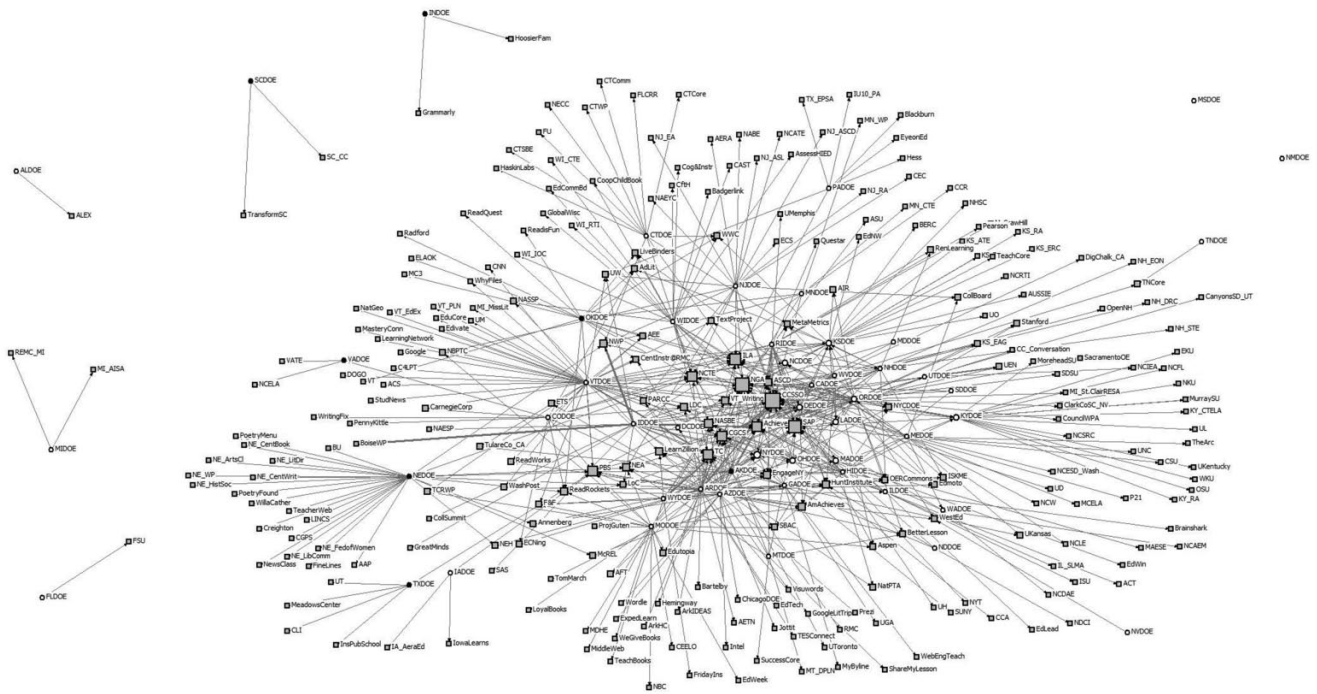 INDOE
HoosierFam
Grammarly
SCDOE
SC_CC
TransformSC
ALDOE
ALEX
REMC_MI
MI_AISA
MIDOE
FSU
FLDOE
MSDOE
NMDOE
CTComm
FLCRR
CTCore
NECC
CTWP
TX_EPSA
IU10_PA
FU
NJ_EA
AERA
NABE
NCATE
NJ_ASCD
MN_WP
Blackburn
CTSBE
WI_CTE
EyeonEd
HaskinLabs
Cog&Instr
CAST
NJ_ASL
AssessHIED
Hess
EdCommBd
CoopChildBook
CftH
Badgerlink
PADOE
CEC
NAEYC
NJ_RA
CCR
ReadQuest
GlobalWisc
UMemphis
ASU
MN_CTE
NHSC
ReadisFun
WI_RTI
CTDOE
WWC
ECS
Questar
EdNW
BERC
Pearson
KS_RA
Radford
WI_IOC
LiveBinders
RenLearning
KS_ATE
KS_ERC
TNDOE
ELAOK
CNN
AdLit
TeachCore
DigChalk_CA
NH_EON
MC3
WhyFiles
UW
NCRTI
TNCore
NASSP
NJDOE
MNDOE
AIR
CollBoard
AUSSIE
NH_DRC
CanyonsSD_UT
NatGeo
VT_PLN
MI_MissLit
OpenNH
VT_EdEx
EduCore
UM
OKDOE
WIDOE
TextProject
MetaMetrics
UO
Stanford
MasteryConn
Edivate
AEE
NH_STE
LearningNetwork
NWP
RIDOE
KSDOE
MDDOE
KS_EAG
Google
NBPTC
CentInstr
DRMC
ILA
NCDOE
CC_Conversation
EKU
VATE
VADOE
C4LPT
WVDOE
NHDOE
UEN
MoreheadSU
SacramentoOE
NCIEA
NCFL
DOGO
VT
VTDOE
NCTE
NGA
ASCD
CADOE
UTDOE
SDSU
NKU
NCELA
ACS
CCSSO
SDDOE
MI_St.ClairRESA
MurraySU
StudNews
PARCC
VT_Writing
DEDOE
ORDOE
NYCDOE
ClarkCoSC_NV
KY_CTELA
CarnegieCorp
ETS
LDC
KYDOE
CouncilWPA
UL
WritingFix
CODOE
IDDOE
NASBE
Achieve
SAP
LADOE
PennyKittle
NAESP
DCDOE
CGCS
MEDOE
NCSRC
TheArc
PoetryMenu
BU
BoiseWP
TulareCo_CA
UNC
NE_CentBook
LearnZillion
TC
NYDOE
OHDOE
MADOE
CSU
UKentucky
NE_ArtsCl
NE_LitDir
ReadWorks
NEA
AKDOE
EngageNY
HIDOE
ISKME
NCESD_Wash
WKU
NE_WP
NE_CentWrit
NEDOE
PBS
LoC
OERCommons
Edmoto
UD
OSU
NE_HistSoc
WashPost
ReadRockets
ARDOE
GADOE
HuntInstitute
ILDOE
NCW
MCELA
P21
KY_RA
PoetryFound
TCRWP
WYDOE
AZDOE
WillaCather
F&F
AmAchieves
WADOE
TeacherWeb
CollSummit
Annenberg
ProjGuten
MODOE
SBAC
WestEd
UKansas
Brainshark
LINCS
Creighton
CGPS
GreatMinds
NEH
ECNing
BetterLesson
NCLE
MAESE
NCAEM
NE_FedofWomen
NE_LibComm
McREL
Edutopia
MTDOE
Aspen
NDDOE
IL_SLMA
EdWin
NewsClass
FineLines
AAP
IADOE
SAS
AFT
ISU
ACT
UT
TXDOE
TomMarch
Bartelby
ChicagoDOE
Visuwords
NatPTA
NCDAE
MeadowsCenter
LoyalBooks
Wordle
Hemingway
ArkIDEAS
EdTech
GoogleLitTrip
Prezi
UH
NYT
SUNY
CCA
NDCI
EdLead
NVDOE
CLI
ExpedLearn
ArkHC
AETN
Jottit
RMC
UGA
MDHE
WeGiveBooks
TESConnect
InsPubSchool
IA_AeraEd
IowaLearns
MiddleWeb
CEELO
Intel
UToronto
WebEngTeach
TeachBooks
SuccessCore
MyByline
ShareMyLesson
FridayIns
MT_DPLN
NBC
EdWeek